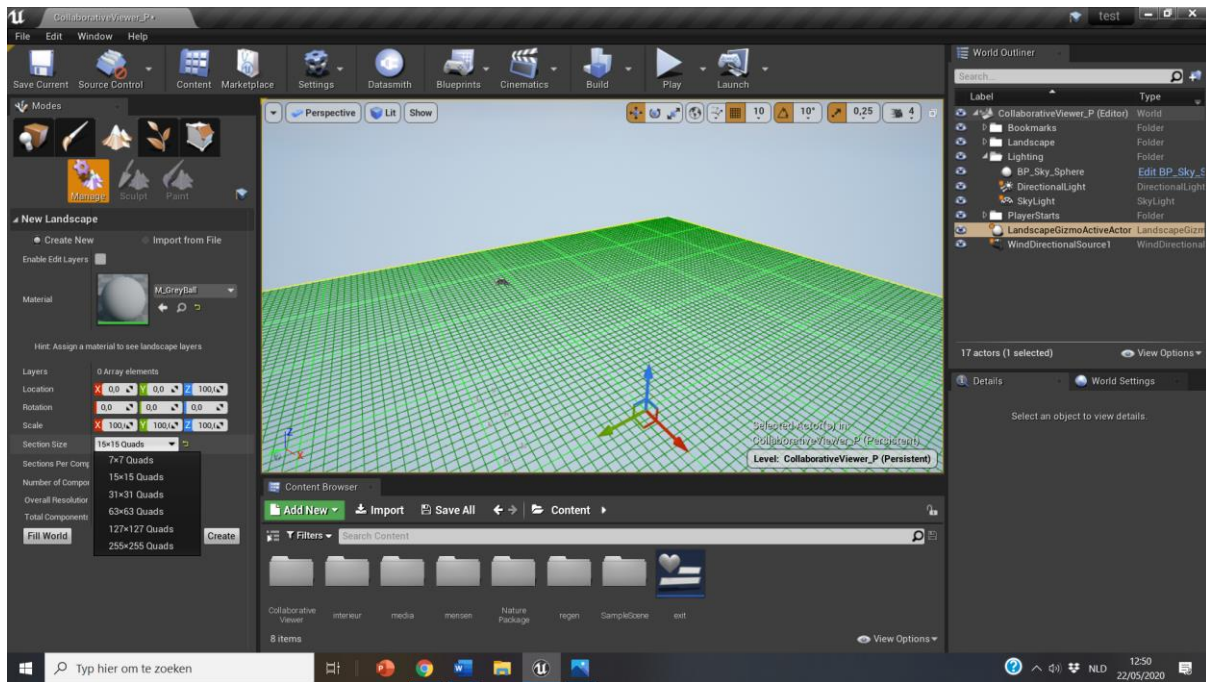 CollaborativeViewer_P•
test
File Edit Window Help
Save Current Source Control Content Marketplace Settings Datasmith Blueprints Cinematics Build Play Launch
Modes
Manage Sculpt Paint
New Landscape
Create New Import from File
Enable Edit Layers
Material M_GreyBall
Hint: Assign a material to see landscape layers
Layers 0 Array elements
Location X 0,0 Y 0,0 Z 100,
Rotation 0,0 0,0 0,0
Scale X 100, Y 100, Z 100,
Section Size 15×15 Quads
Sections Per Comp
Number of Compo
Overall Resolutio
Total Components
7×7 Quads
15×15 Quads
31×31 Quads
63×63 Quads
127×127 Quads
255×255 Quads
Fill World Create
Perspective Lit Show 10 10° 0,25 4
Z
X
Selected Actor(s) in:
CollaborativeViewer_P (Persistent)
Level: CollaborativeViewer_P (Persistent)
Content Browser
Add New Import Save All Content
Filters Search Content
Collaborative Viewer
interieur
media
mensen
Nature Package
regen
SampleScene
exit
8 items View Options
World Outliner
Search...
Label Type
CollaborativeViewer_P (Editor) World
Bookmarks Folder
Landscape Folder
Lighting Folder
BP_Sky_Sphere Edit BP_Sky_S
DirectionalLight DirectionalLight
SkyLight SkyLight
PlayerStarts Folder
LandscapeGizmoActiveActor LandscapeGizm
WindDirectionalSource1 WindDirectional
17 actors (1 selected) View Options
Details World Settings
Select an object to view details.
Typ hier om te zoeken
NLD
12:50
22/05/2020